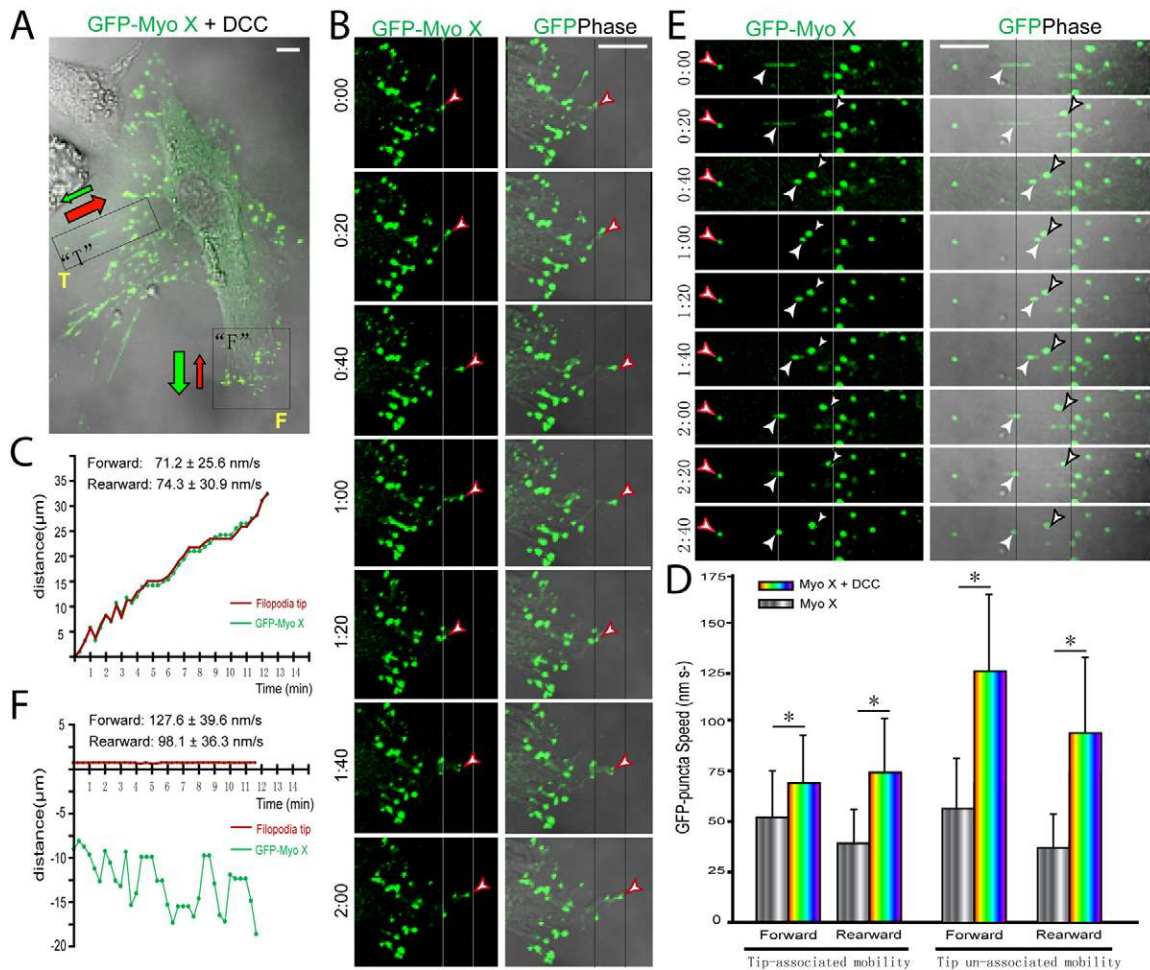 A
GFP-Myo X + DCC
"T"
T
"F"
F
B
GFP-Myo X
GFPPhase
0:00
0:20
0:40
1:00
1:20
1:40
2:00
E
GFP-Myo X
GFPPhase
0:00
0:20
0:40
1:00
1:20
1:40
2:00
2:20
2:40
C
Forward: 71.2 ± 25.6 nm/s
Rearward: 74.3 ± 30.9 nm/s
distance(μm)
35
30
25
20
15
10
5
Filopodia tip
GFP-Myo X
1 2 3 4 5 6 7 8 9 10 11 12 13 14
Time (min)
F
Forward: 127.6 ± 39.6 nm/s
Rearward: 98.1 ± 36.3 nm/s
distance(μm)
5
-5
-10
-15
-20
1 2 3 4 5 6 7 8 9 10 11 12 13 14
Time (min)
Filopodia tip
GFP-Myo X
D
GFP-puncta Speed (nm s-)
175
150
125
100
75
50
25
0
Myo X + DCC
Myo X
* * * *
Forward Rearward Forward Rearward
Tip-associated mobility Tip un-associated mobility